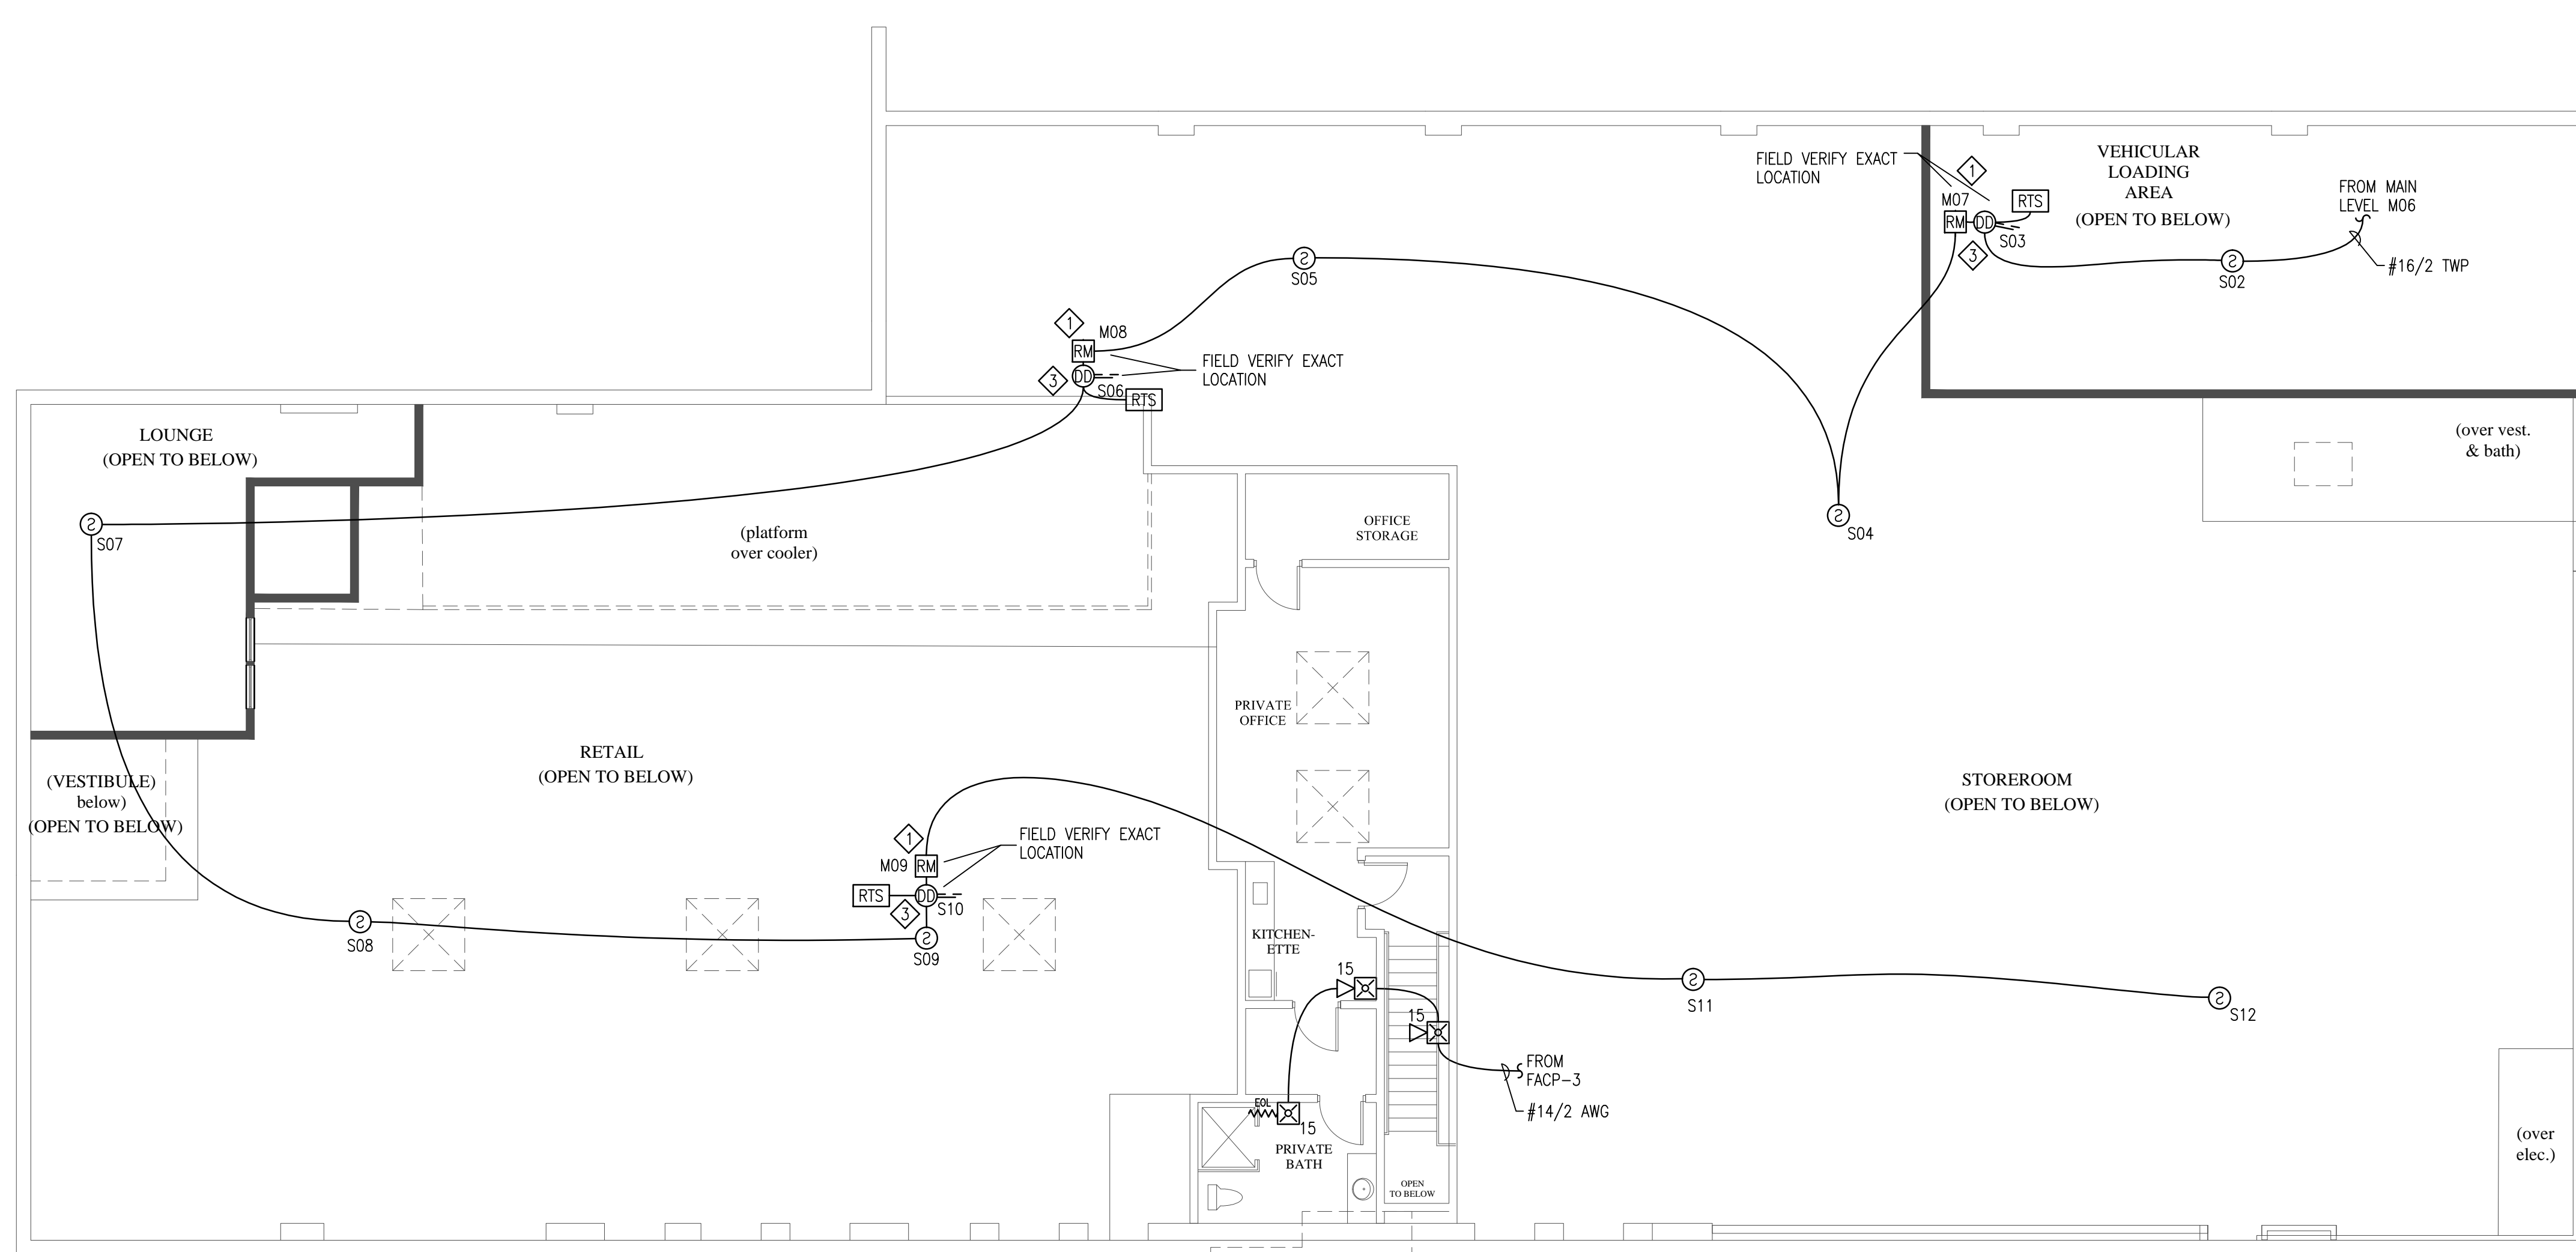 FIELD VERIFY EXACT
LOCATION
1
M07
RM
DD
RTS
S03
3
VEHICULAR
LOADING
AREA
(OPEN TO BELOW)
FROM MAIN
LEVEL M06
#16/2 TWP
S02
S05
1
M08
RM
3
DD
S06
RTS
FIELD VERIFY EXACT
LOCATION
LOUNGE
(OPEN TO BELOW)
S07
(platform
over cooler)
OFFICE
STORAGE
S04
(over vest.
& bath)
PRIVATE
OFFICE
RETAIL
(OPEN TO BELOW)
(VESTIBULE)
below)
(OPEN TO BELOW)
STOREROOM
(OPEN TO BELOW)
1
M09
RM
FIELD VERIFY EXACT
LOCATION
RTS
DD
S10
3
S08
S09
KITCHEN-
ETTE
15
15
S11
S12
FROM
FACP-3
#14/2 AWG
EOL
15
PRIVATE
BATH
OPEN
TO BELOW
(over
elec.)